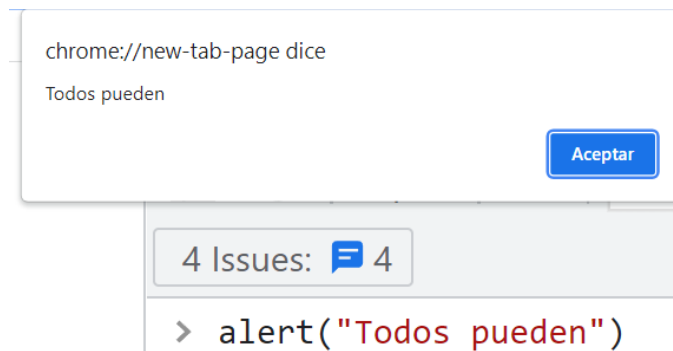 chrome://new-tab-page dice
Todos pueden
Aceptar
4 Issues: 4
> alert("Todos pueden")